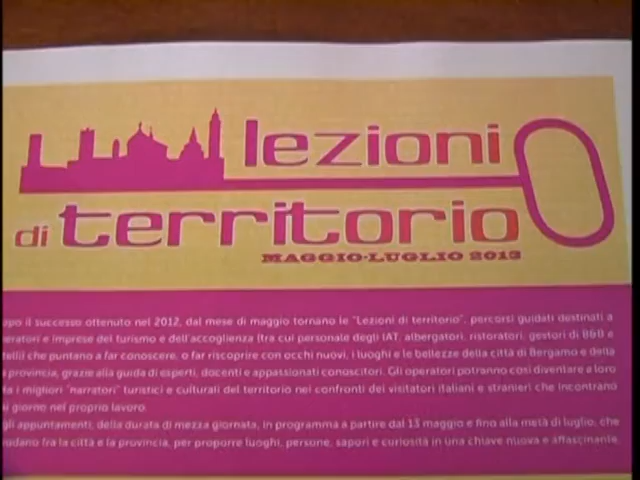 lezioni
di territorio
MAGGIO-LUGLIO 2013
opo il successo ottenuto nel 2012, dal mese di maggio tornano le "Lezioni di territorio", percorsi guidati destinati a
eratori e imprese del turismo e dell'accoglienza (tra cui personale degli IAT, albergatori, ristoratori, gestori di B&B e
telli) che puntano a far conoscere, o far riscoprire con occhi nuovi, i luoghi e le bellezze della città di Bergamo e della
provincia, grazie alla guida di esperti, docenti e appassionati conoscitori. Gli operatori potranno così diventare a loro
ta i migliori "narratori" turistici e culturali del territorio nei confronti dei visitatori italiani e stranieri che incontrano
ni giorno nel proprio lavoro.
gli appuntamenti, della durata di mezza giornata, in programma a partire dal 13 maggio e fino alla metà di luglio, che
nodano fra la città e la provincia, per proporre luoghi, persone, sapori e curiosità in una chiave nuova e affascinante.